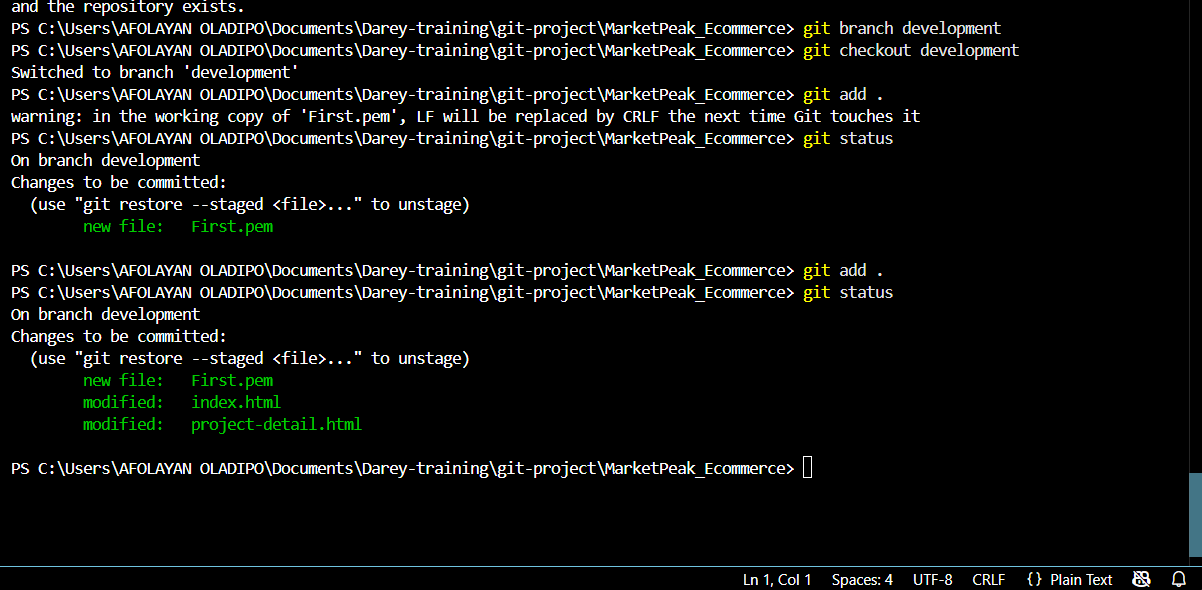 and the repository exists.
PS C:\Users\AFOLAYAN OLADIPO\Documents\Darey-training\git-project\MarketPeak_Ecommerce> git branch development
PS C:\Users\AFOLAYAN OLADIPO\Documents\Darey-training\git-project\MarketPeak_Ecommerce> git checkout development
Switched to branch 'development'
PS C:\Users\AFOLAYAN OLADIPO\Documents\Darey-training\git-project\MarketPeak_Ecommerce> git add .
warning: in the working copy of 'First.pem', LF will be replaced by CRLF the next time Git touches it
PS C:\Users\AFOLAYAN OLADIPO\Documents\Darey-training\git-project\MarketPeak_Ecommerce> git status
On branch development
Changes to be committed:
  (use "git restore --staged <file>..." to unstage)
        new file:   First.pem

PS C:\Users\AFOLAYAN OLADIPO\Documents\Darey-training\git-project\MarketPeak_Ecommerce> git add .
PS C:\Users\AFOLAYAN OLADIPO\Documents\Darey-training\git-project\MarketPeak_Ecommerce> git status
On branch development
Changes to be committed:
  (use "git restore --staged <file>..." to unstage)
        new file:   First.pem
        modified:   index.html
        modified:   project-detail.html

PS C:\Users\AFOLAYAN OLADIPO\Documents\Darey-training\git-project\MarketPeak_Ecommerce>
Ln 1, Col 1 Spaces: 4 UTF-8 CRLF {} Plain Text